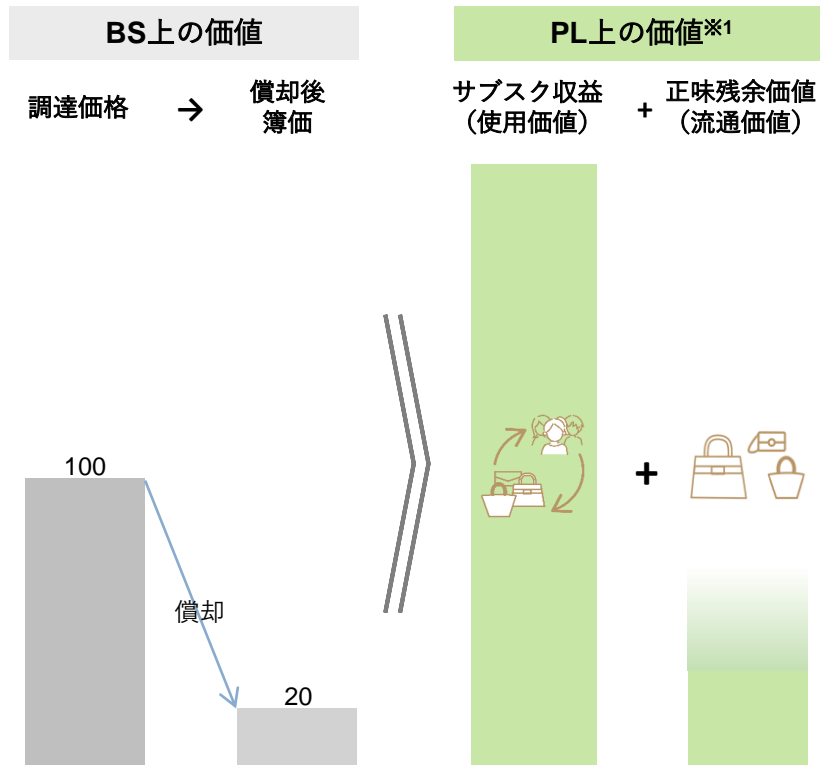 BS上の価値
PL上の価値※1
調達価格
→
償却後
簿価
サブスク収益
（使用価値）
+
正味残余価値
（流通価値）
100
+
償却
20